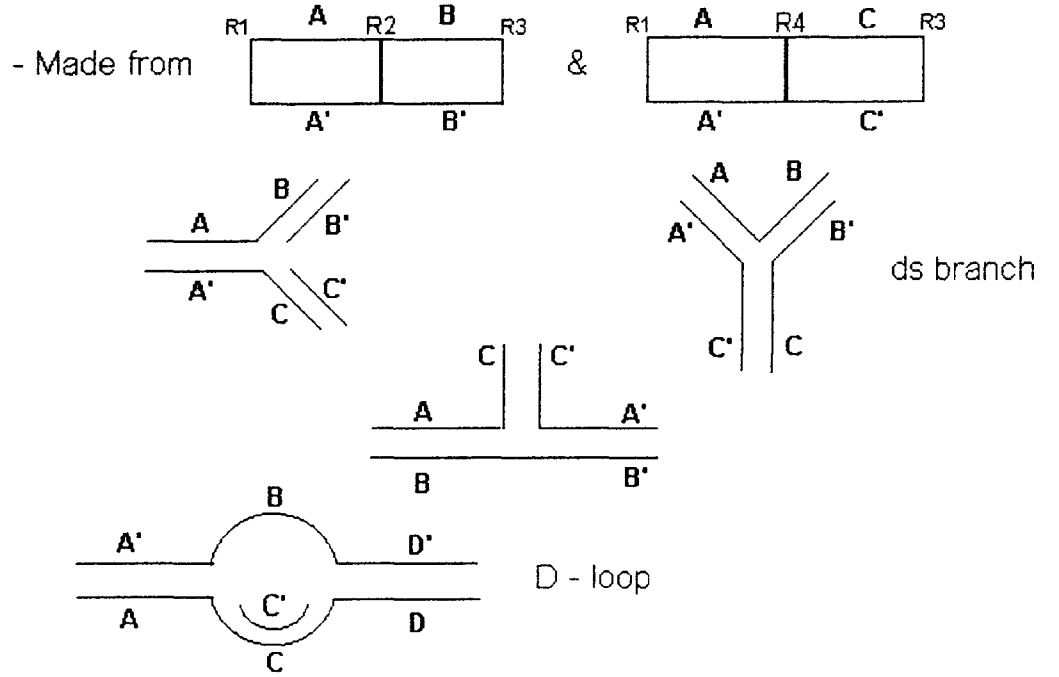 R1 A R2 B R3 R1 A R4 C R3
- Made from &
A' B' A' C'
A B B' A' C C'
A B A' B' C' C
ds branch
C C'
A A'
B B'
B
A' D'
D - loop
A C' D
C